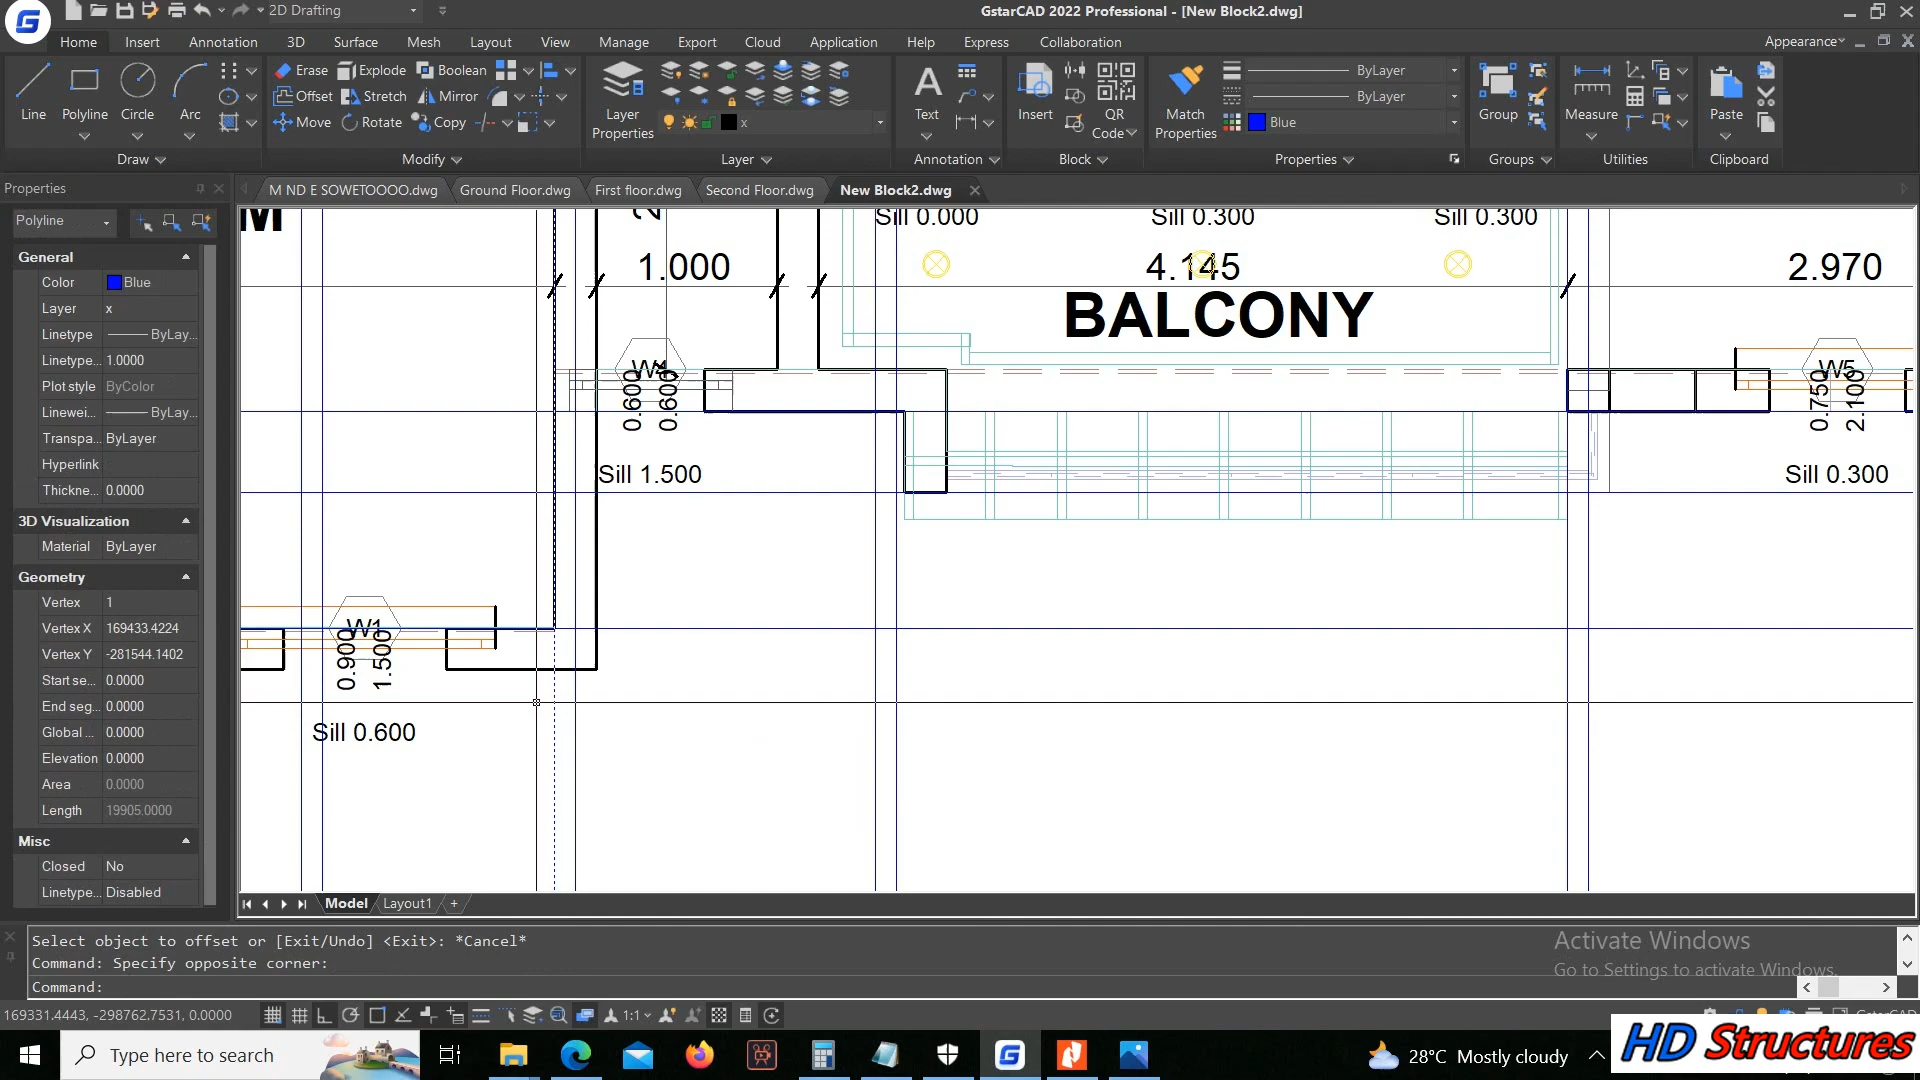 2D Drafting
GstarCAD 2022 Professional - [New Block2.dwg]
Home Insert Annotation 3D Surface Mesh Layout View Manage Export Cloud Application Help Express Collaboration Appearance
Line Polyline Circle Arc
Erase Explode Boolean
Offset Stretch Mirror
Move Rotate Copy
Layer Properties
x
Text
Insert
QR Code
Match Properties
ByLayer
ByLayer
Blue
Group
Measure
Paste
Draw Modify Layer Annotation Block Properties Groups Utilities Clipboard
Properties
M ND E SOWETOOOO.dwg Ground Floor.dwg First floor.dwg Second Floor.dwg New Block2.dwg
Polyline
General
Color Blue
Layer x
Linetype ByLay...
Linetype... 1.0000
Plot style ByColor
Linewei... ByLay...
Transpa... ByLayer
Hyperlink
Thickne... 0.0000
3D Visualization
Material ByLayer
Geometry
Vertex 1
Vertex X 169433.4224
Vertex Y -281544.1402
Start se... 0.0000
End seg... 0.0000
Global ... 0.0000
Elevation 0.0000
Area 0.0000
Length 19905.0000
Misc
Closed No
Linetype... Disabled
M
2
Sill 0.000 Sill 0.300 Sill 0.300
1.000 4.145 2.970
BALCONY
W4
0.600
0.600
W5
0.750
2.100
Sill 1.500
Sill 0.300
W1
0.900
1.500
Sill 0.600
Model Layout1 +
Select object to offset or [Exit/Undo] <Exit>: *Cancel*
Command: Specify opposite corner:
Command:
Activate Windows
Go to Settings to activate Windows.
169331.4443, -298762.7531, 0.0000
1:1
Type here to search
28°C Mostly cloudy
HD Structures